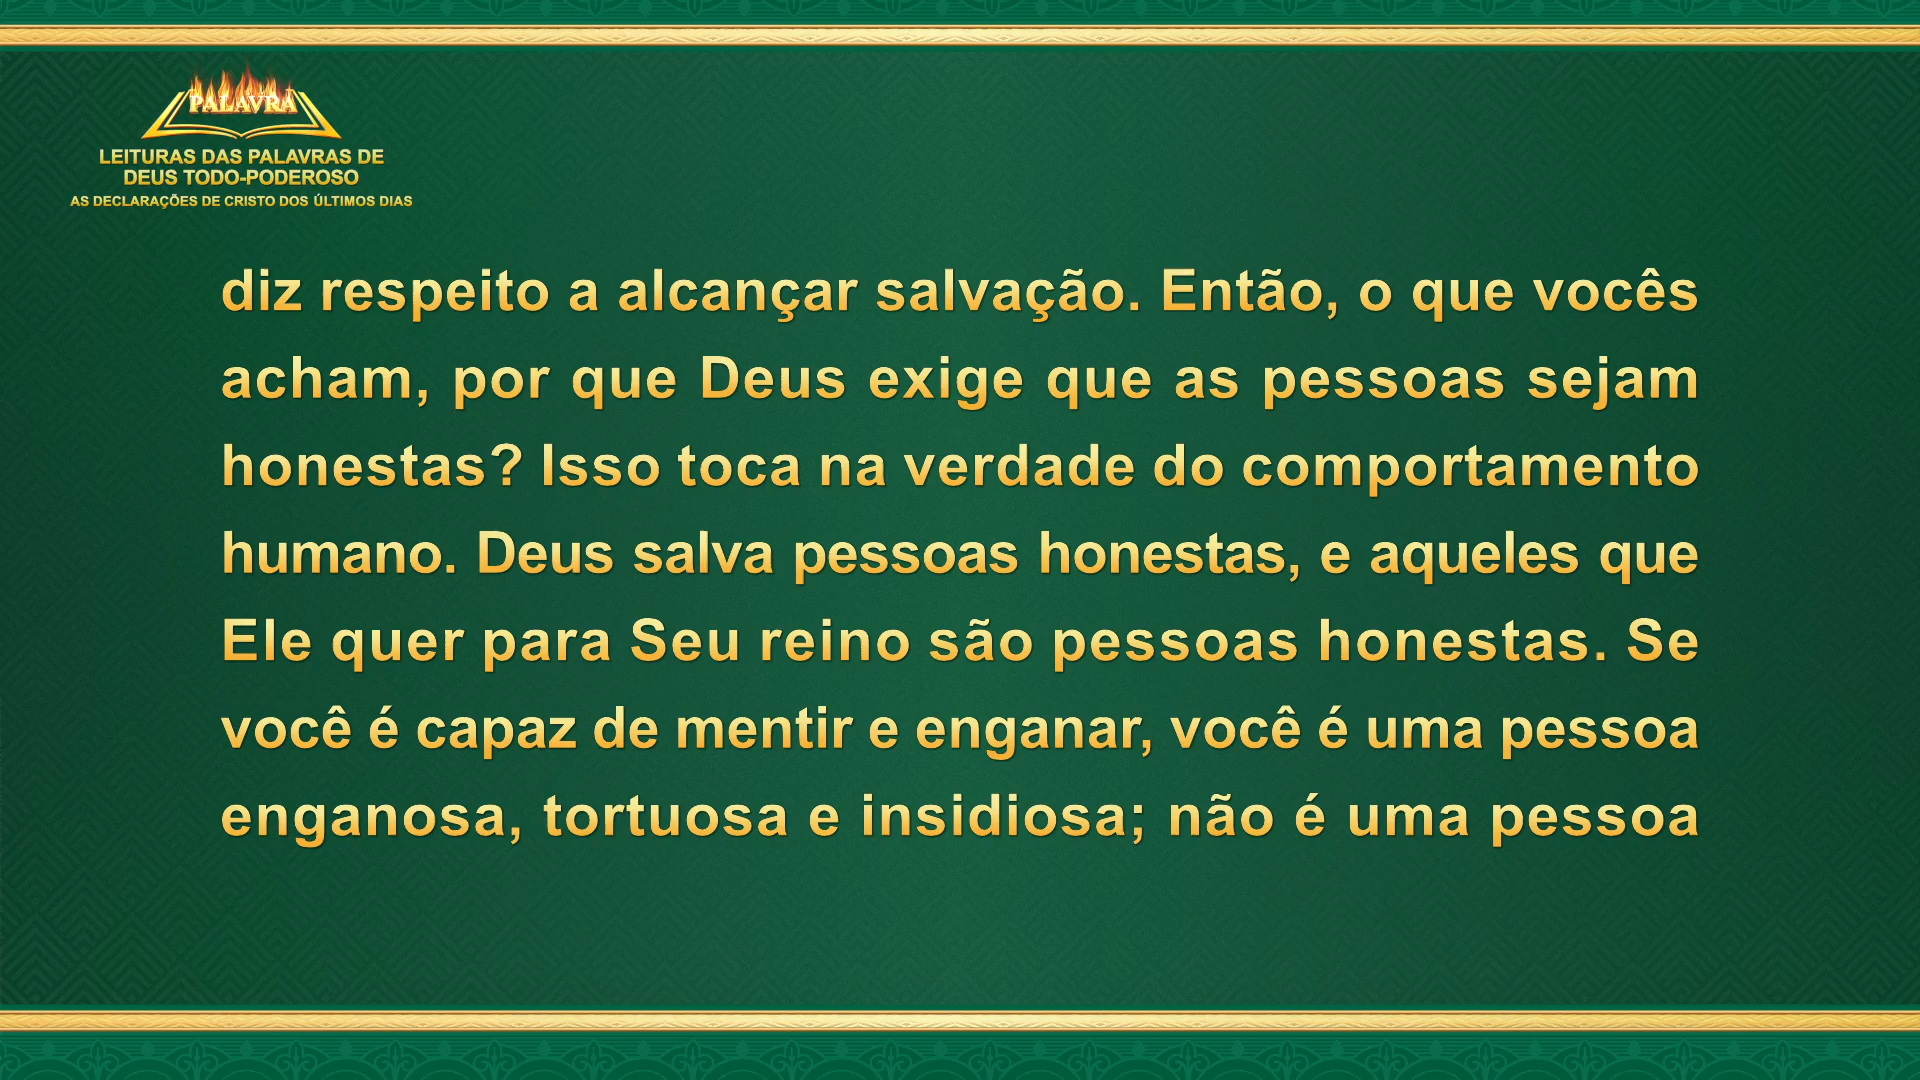 PALAVRA
LEITURAS DAS PALAVRAS DE
DEUS TODO-PODEROSO
AS DECLARAÇÕES DE CRISTO DOS ÚLTIMOS DIAS
diz respeito a alcançar salvação. Então, o que vocês
acham, por que Deus exige que as pessoas sejam
honestas? Isso toca na verdade do comportamento
humano. Deus salva pessoas honestas, e aqueles que
Ele quer para Seu reino são pessoas honestas. Se
você é capaz de mentir e enganar, você é uma pessoa
enganosa, tortuosa e insidiosa; não é uma pessoa